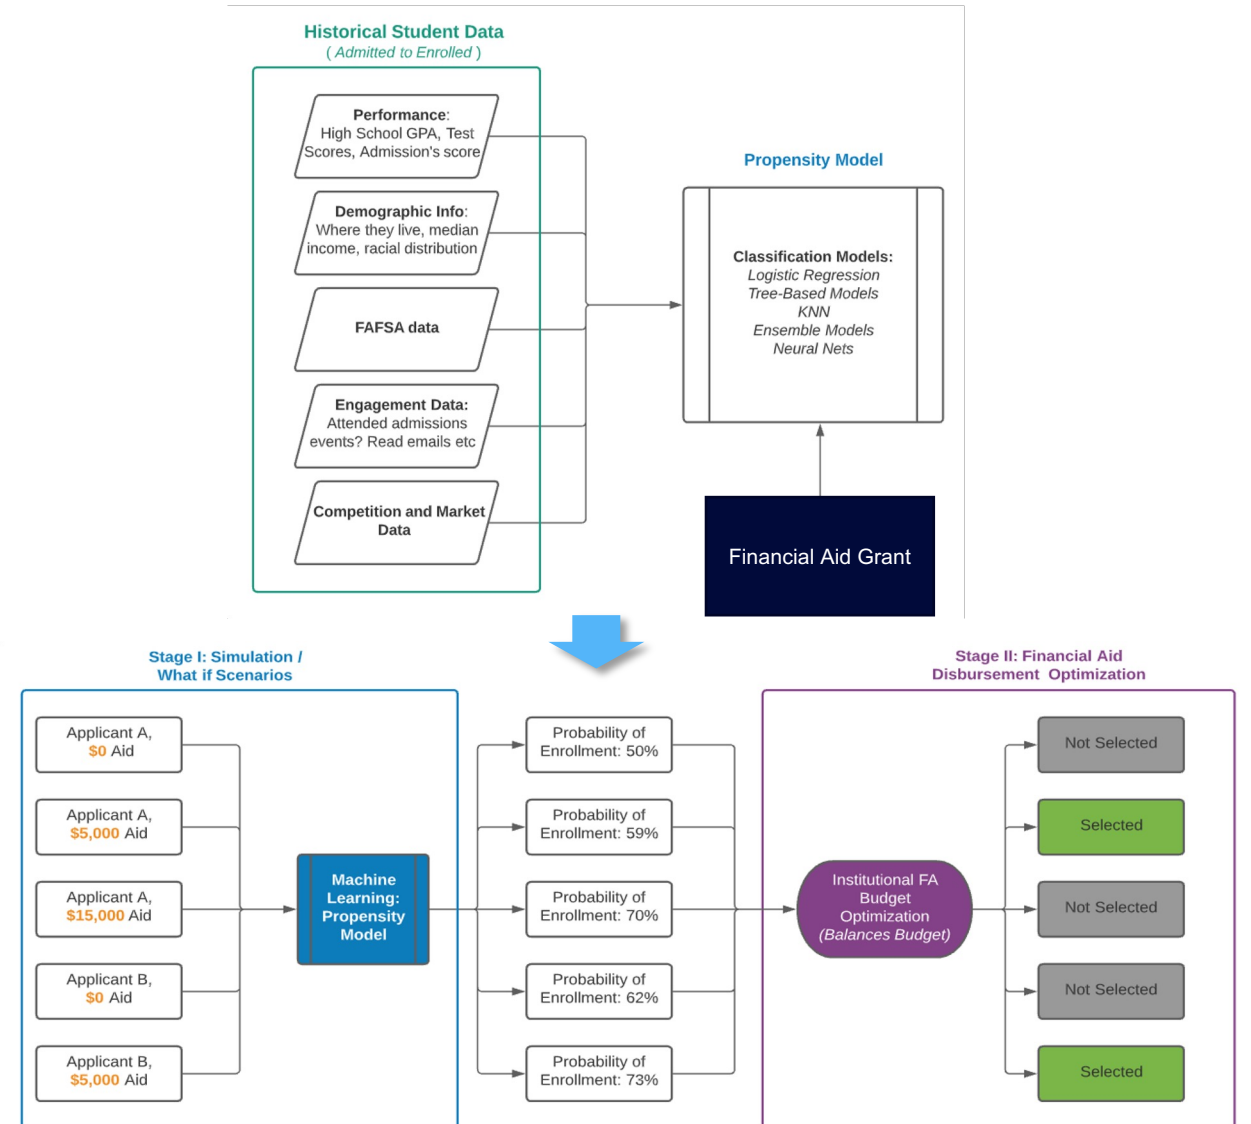 Historical Student Data
( Admitted to Enrolled )
Performance:
High School GPA, Test
Scores, Admission's score
Demographic Info:
Where they live, median
income, racial distribution
FAFSA data
Engagement Data:
Attended admissions
events? Read emails etc
Competition and Market
Data
Propensity Model
Classification Models:
Logistic Regression
Tree-Based Models
KNN
Ensemble Models
Neural Nets
Financial Aid Grant
Stage I: Simulation /
What if Scenarios
Applicant A,
$0 Aid
Applicant A,
$5,000 Aid
Applicant A,
$15,000 Aid
Applicant B,
$0 Aid
Applicant B,
$5,000 Aid
Machine
Learning:
Propensity
Model
Probability of
Enrollment: 50%
Probability of
Enrollment: 59%
Probability of
Enrollment: 70%
Probability of
Enrollment: 62%
Probability of
Enrollment: 73%
Stage II: Financial Aid
Disbursement Optimization
Institutional FA
Budget
Optimization
(Balances Budget)
Not Selected
Selected
Not Selected
Not Selected
Selected